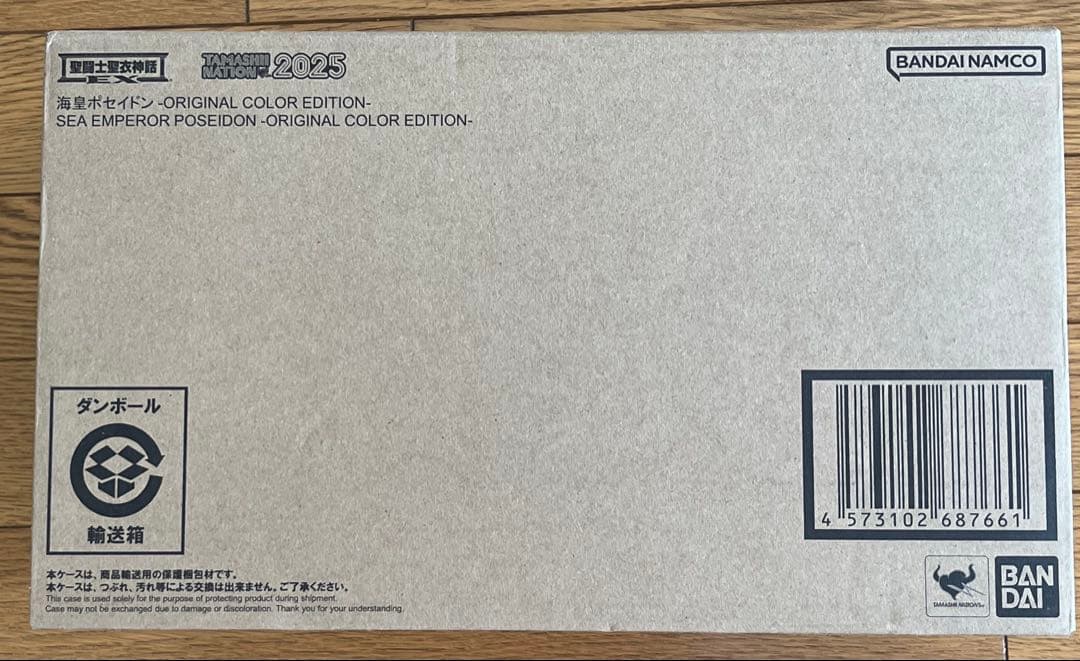 聖闘士聖衣神話
EX
TAMASHII
NATION
2025
BANDAI NAMCO
海皇ポセイドン -ORIGINAL COLOR EDITION-
SEA EMPEROR POSEIDON -ORIGINAL COLOR EDITION-
ダンボール
輸送箱
4 573102 687661
本ケースは、商品輸送用の保護梱包材です。
本ケースは、つぶれ、汚れ等による交換は出来ません。ご了承ください。
This case is used solely for the purpose of protecting product during shipment.
Case may not be exchanged due to damage or discoloration. Thank you for your understanding.
TAMASHII NATIONS
BAN
DAI